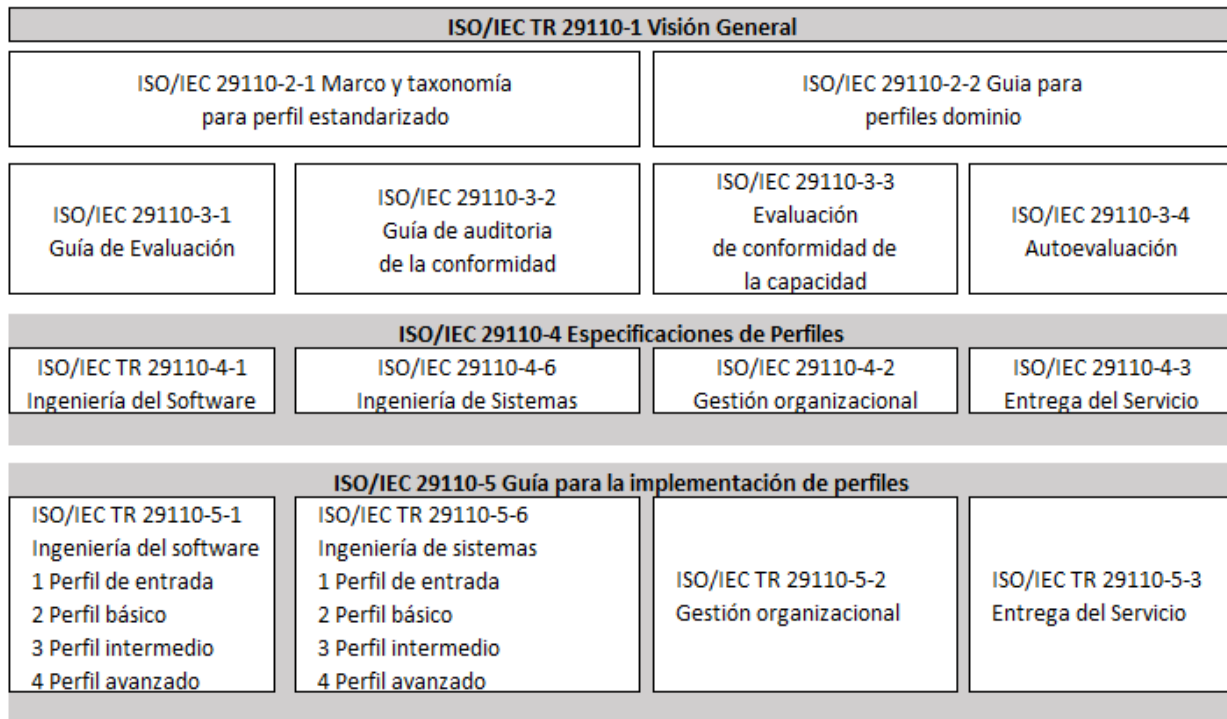 ISO/IEC TR 29110-1 Visión General
ISO/IEC 29110-2-1 Marco y taxonomía
para perfil estandarizado
ISO/IEC 29110-2-2 Guia para
perfiles dominio
ISO/IEC 29110-3-1
Guía de Evaluación
ISO/IEC 29110-3-2
Guía de auditoria
de la conformidad
ISO/IEC 29110-3-3
Evaluación
de conformidad de
la capacidad
ISO/IEC 29110-3-4
Autoevaluación
ISO/IEC 29110-4 Especificaciones de Perfiles
ISO/IEC TR 29110-4-1
Ingeniería del Software
ISO/IEC 29110-4-6
Ingeniería de Sistemas
ISO/IEC 29110-4-2
Gestión organizacional
ISO/IEC 29110-4-3
Entrega del Servicio
ISO/IEC 29110-5 Guía para la implementación de perfiles
ISO/IEC TR 29110-5-1
Ingeniería del software
1 Perfil de entrada
2 Perfil básico
3 Perfil intermedio
4 Perfil avanzado
ISO/IEC TR 29110-5-6
Ingeniería de sistemas
1 Perfil de entrada
2 Perfil básico
3 Perfil intermedio
4 Perfil avanzado
ISO/IEC TR 29110-5-2
Gestión organizacional
ISO/IEC TR 29110-5-3
Entrega del Servicio